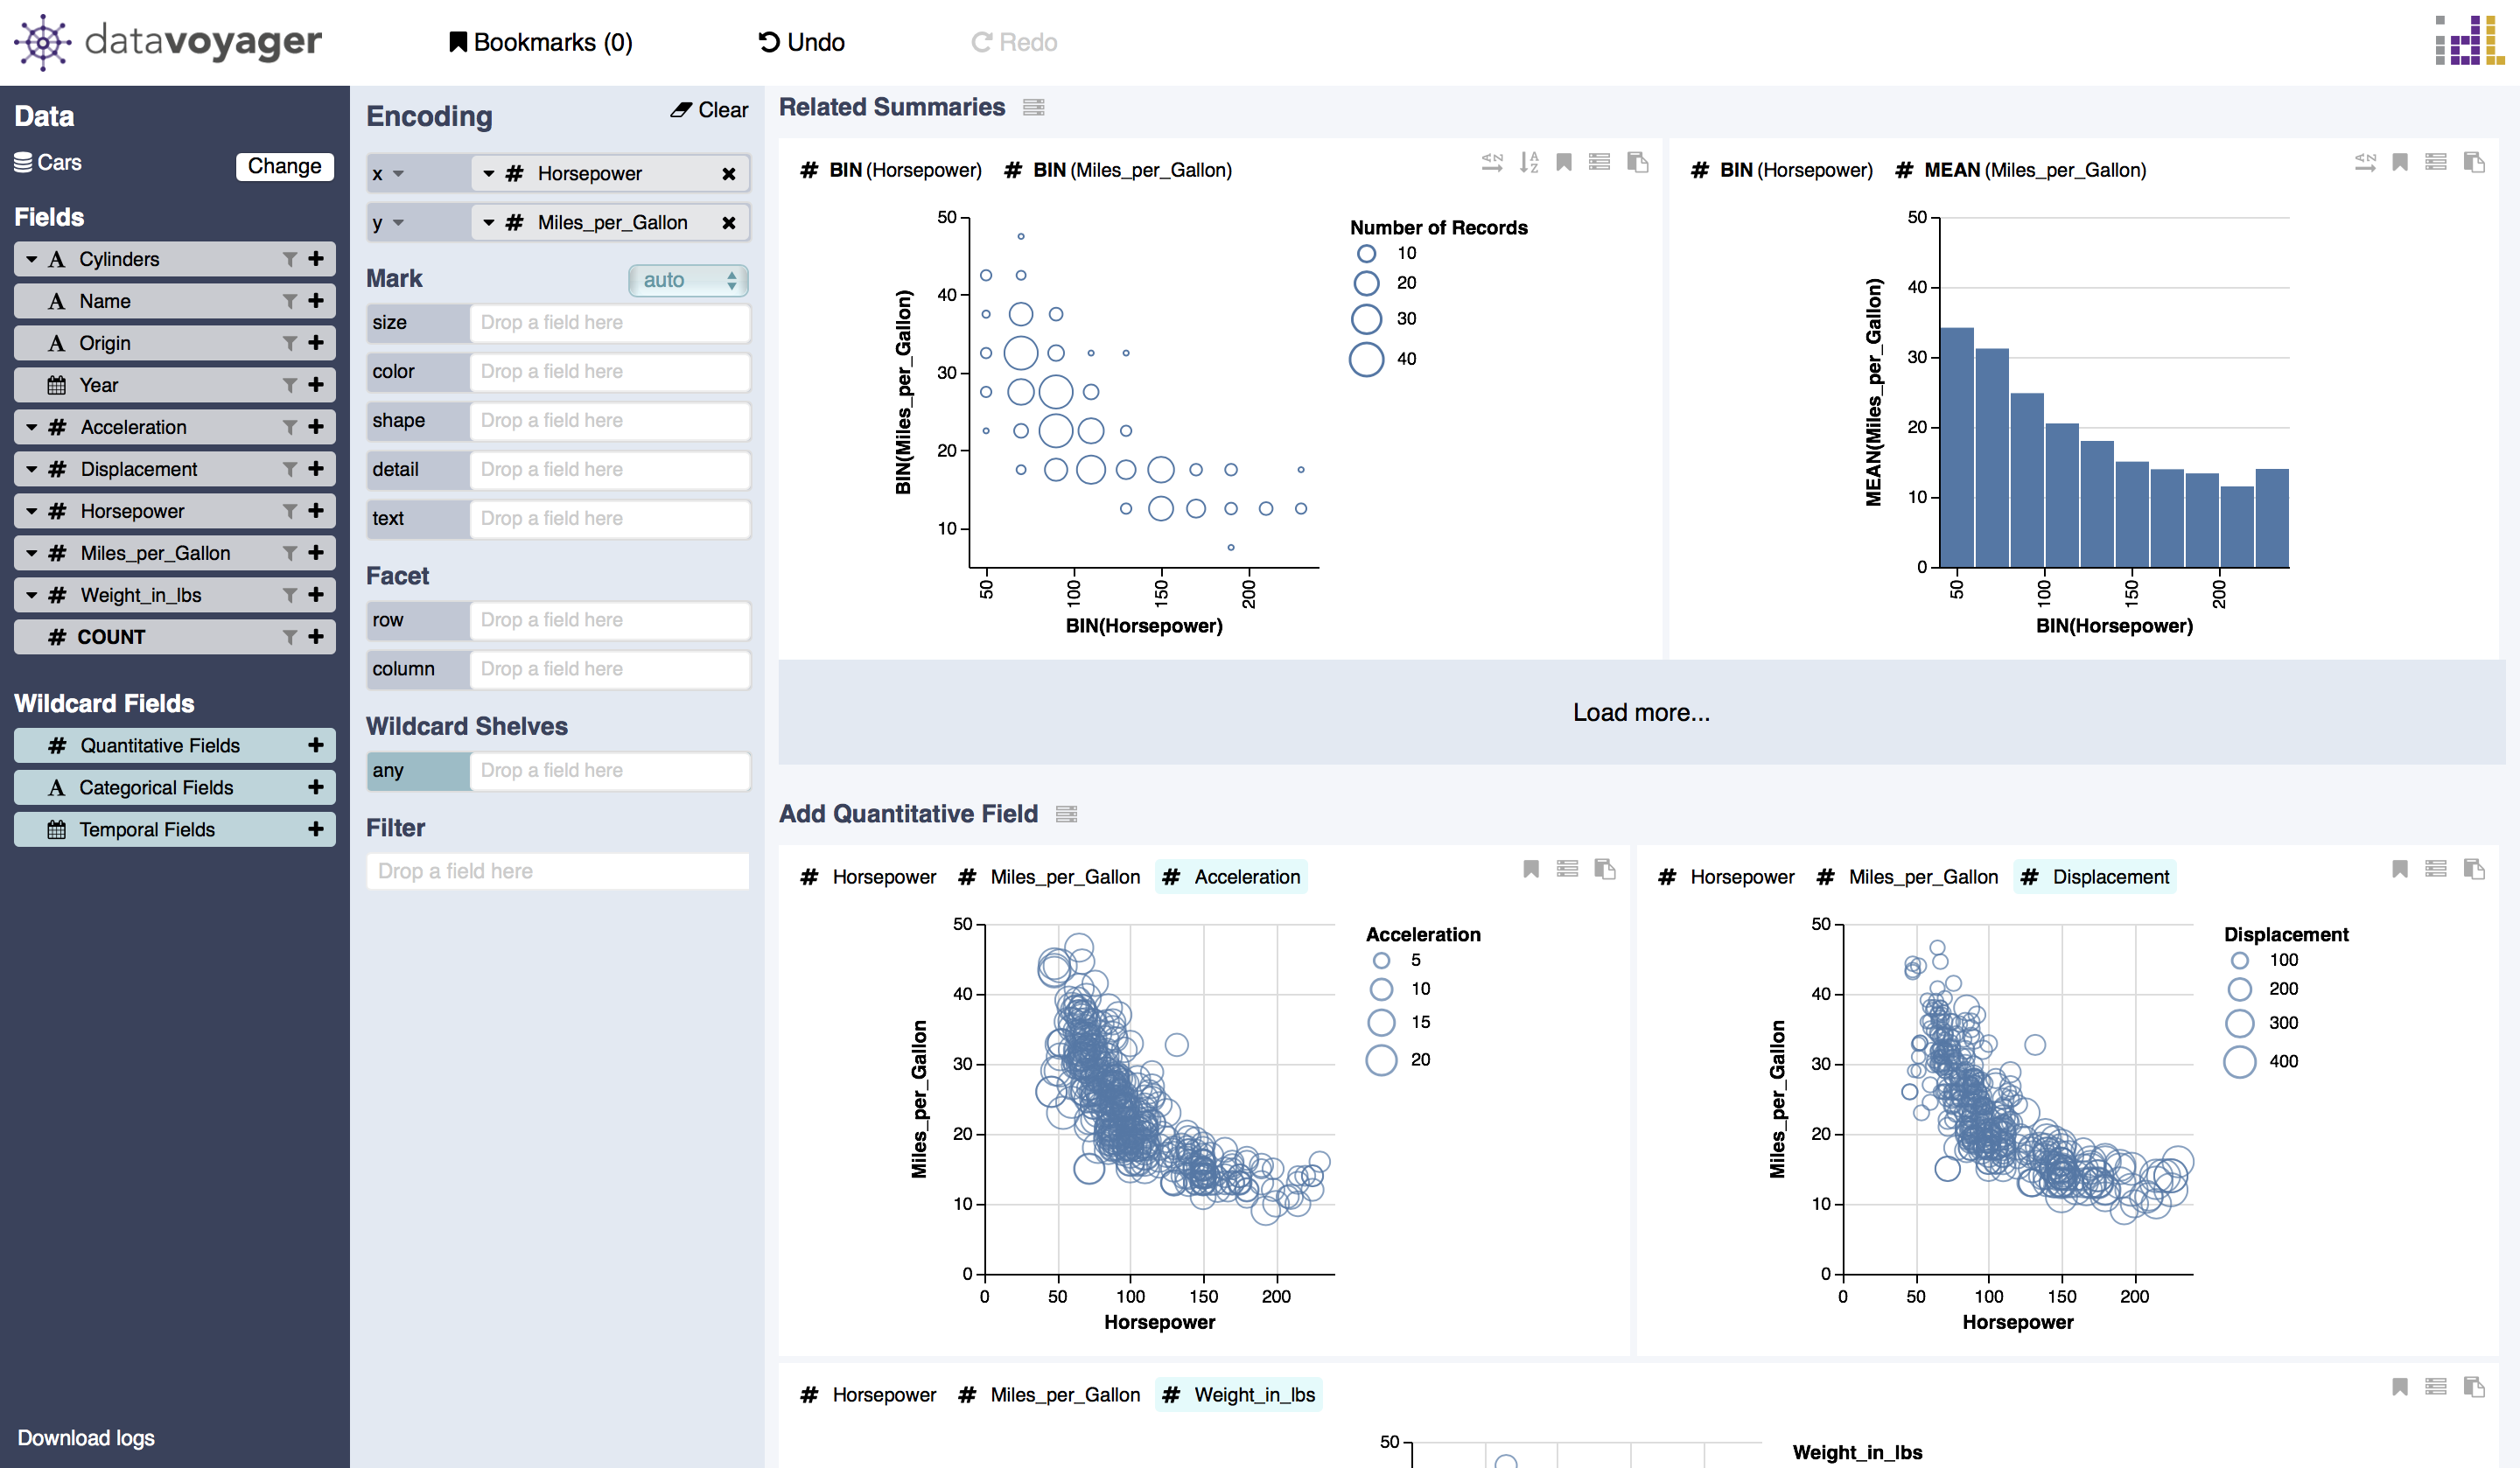 datavoyager
Bookmarks (0)
Undo
Redo
idl
Data
Cars
Change
Fields
A Cylinders
A Name
A Origin
Year
# Acceleration
# Displacement
# Horsepower
# Miles_per_Gallon
# Weight_in_lbs
# COUNT
Wildcard Fields
# Quantitative Fields
A Categorical Fields
Temporal Fields
Download logs
Encoding
Clear
x # Horsepower
y # Miles_per_Gallon
Mark auto
size Drop a field here
color Drop a field here
shape Drop a field here
detail Drop a field here
text Drop a field here
Facet
row Drop a field here
column Drop a field here
Wildcard Shelves
any Drop a field here
Filter
Drop a field here
Related Summaries
# BIN (Horsepower) # BIN (Miles_per_Gallon)
BIN(Miles_per_Gallon)
50
40
30
20
10
50 100 150 200
BIN(Horsepower)
Number of Records
10
20
30
40
# BIN (Horsepower) # MEAN (Miles_per_Gallon)
MEAN(Miles_per_Gallon)
50
40
30
20
10
0
50 100 150 200
BIN(Horsepower)
Load more...
Add Quantitative Field
# Horsepower # Miles_per_Gallon # Acceleration
Miles_per_Gallon
50
40
30
20
10
0
0 50 100 150 200
Horsepower
Acceleration
5
10
15
20
# Horsepower # Miles_per_Gallon # Displacement
Miles_per_Gallon
50
40
30
20
10
0
0 50 100 150 200
Horsepower
Displacement
100
200
300
400
# Horsepower # Miles_per_Gallon # Weight_in_lbs
50
Weight_in_lbs